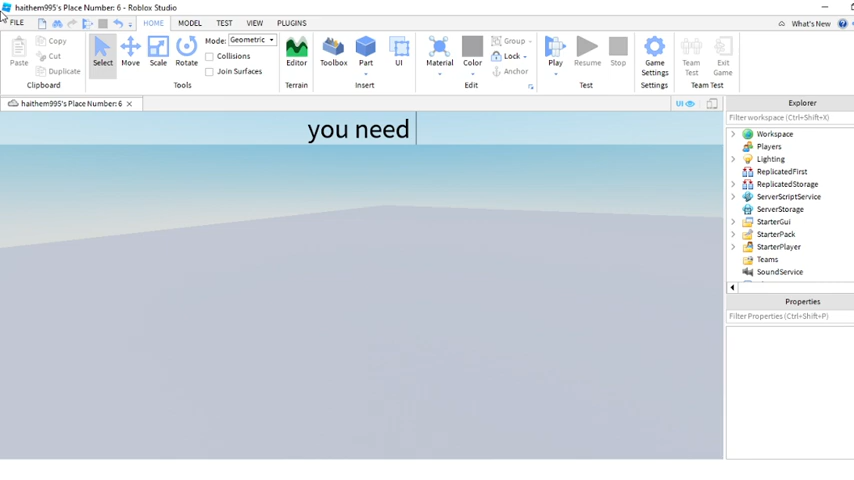 haithem995's Place Number: 6 - Roblox Studio
FILE HOME MODEL TEST VIEW PLUGINS What's New
Paste Copy Cut Duplicate
Clipboard
Select Move Scale Rotate Mode: Geometric Collisions Join Surfaces
Tools
Editor
Terrain
Toolbox Part UI
Insert
Material Color Group Lock Anchor
Edit
Play Resume Stop
Test
Game Settings
Settings
Team Test Exit Game
Team Test
haithem995's Place Number: 6
UI
you need
Explorer
Filter workspace (Ctrl+Shift+X)
Workspace
Players
Lighting
ReplicatedFirst
ReplicatedStorage
ServerScriptService
ServerStorage
StarterGui
StarterPack
StarterPlayer
Teams
SoundService
Properties
Filter Properties (Ctrl+Shift+P)